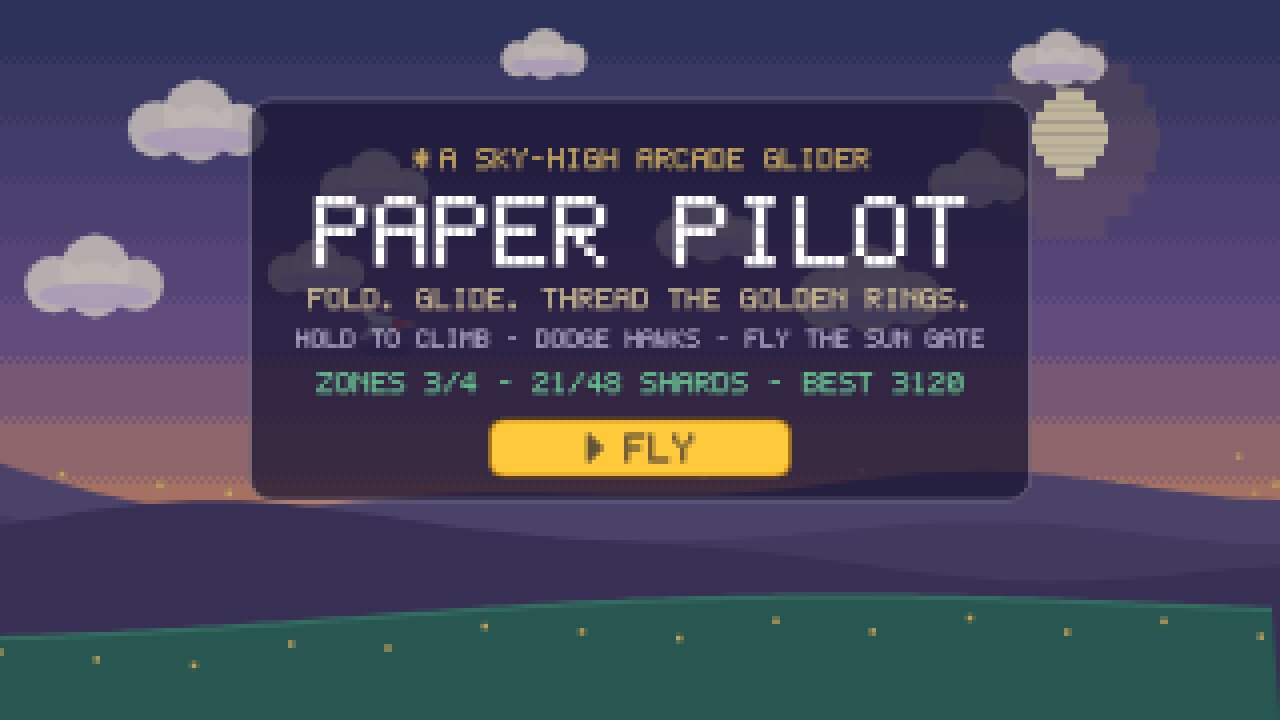 A SKY-HIGH ARCADE GLIDER
PAPER PILOT
FOLD. GLIDE. THREAD THE GOLDEN RINGS.
HOLD TO CLIMB - DODGE HAWKS - FLY THE SUN GATE
ZONES 3/4 - 21/48 SHARDS - BEST 3120
FLY